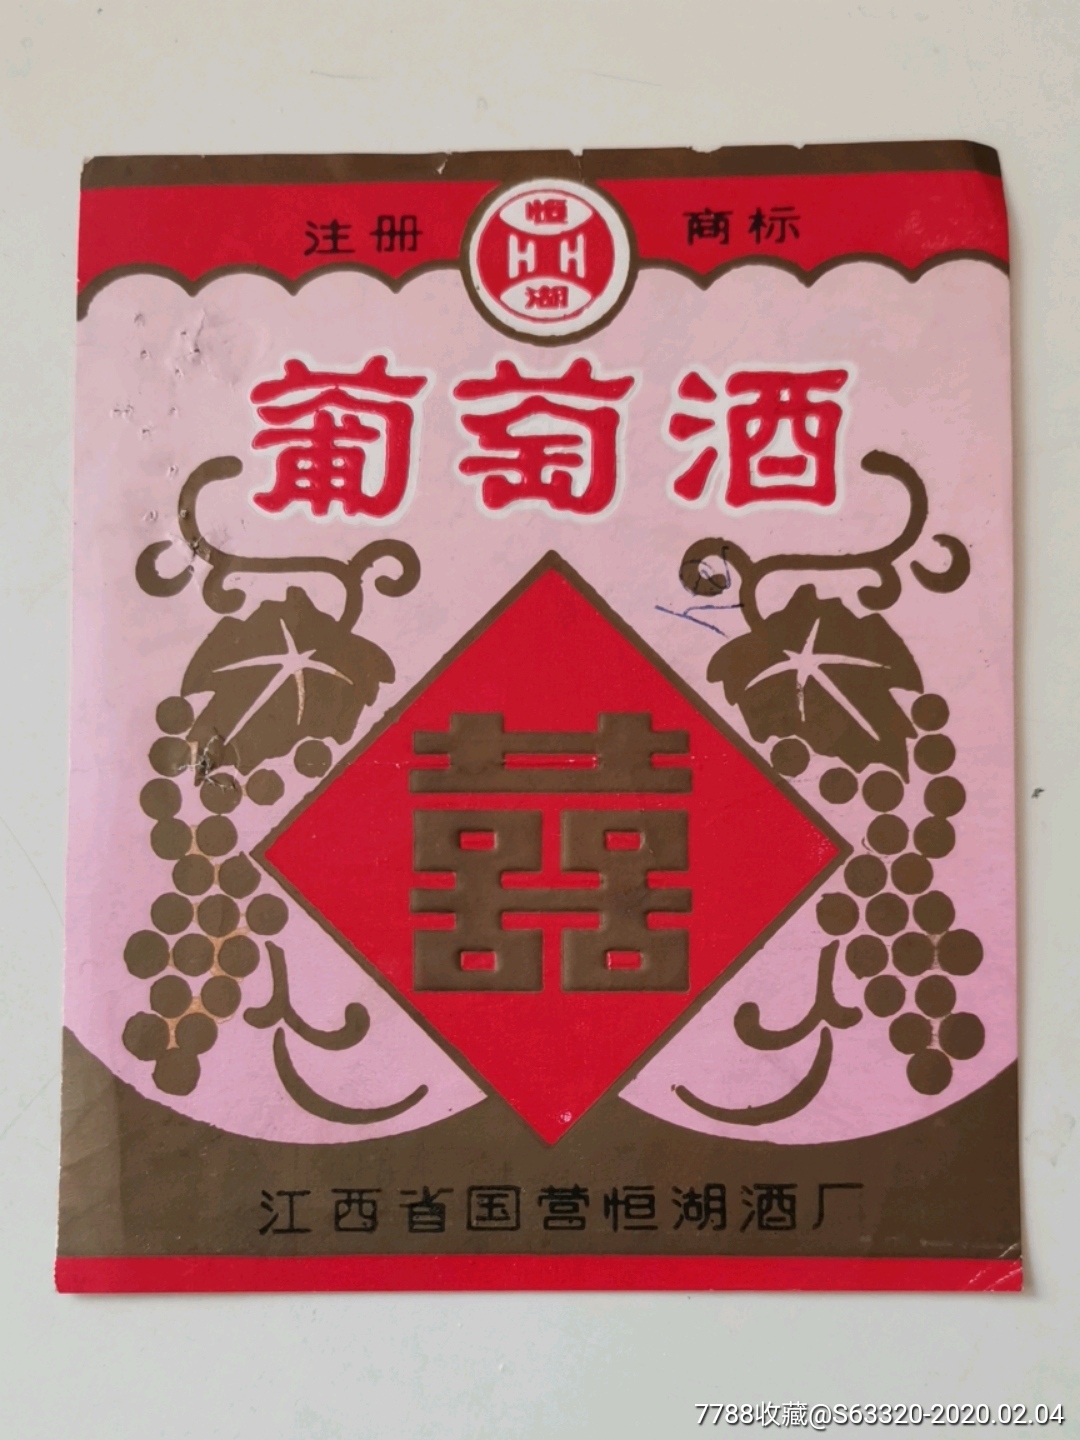 注册 商标
恒
HH
湖
葡萄酒
囍
江西省国营恒湖酒厂
7788收藏@S63320-2020.02.04